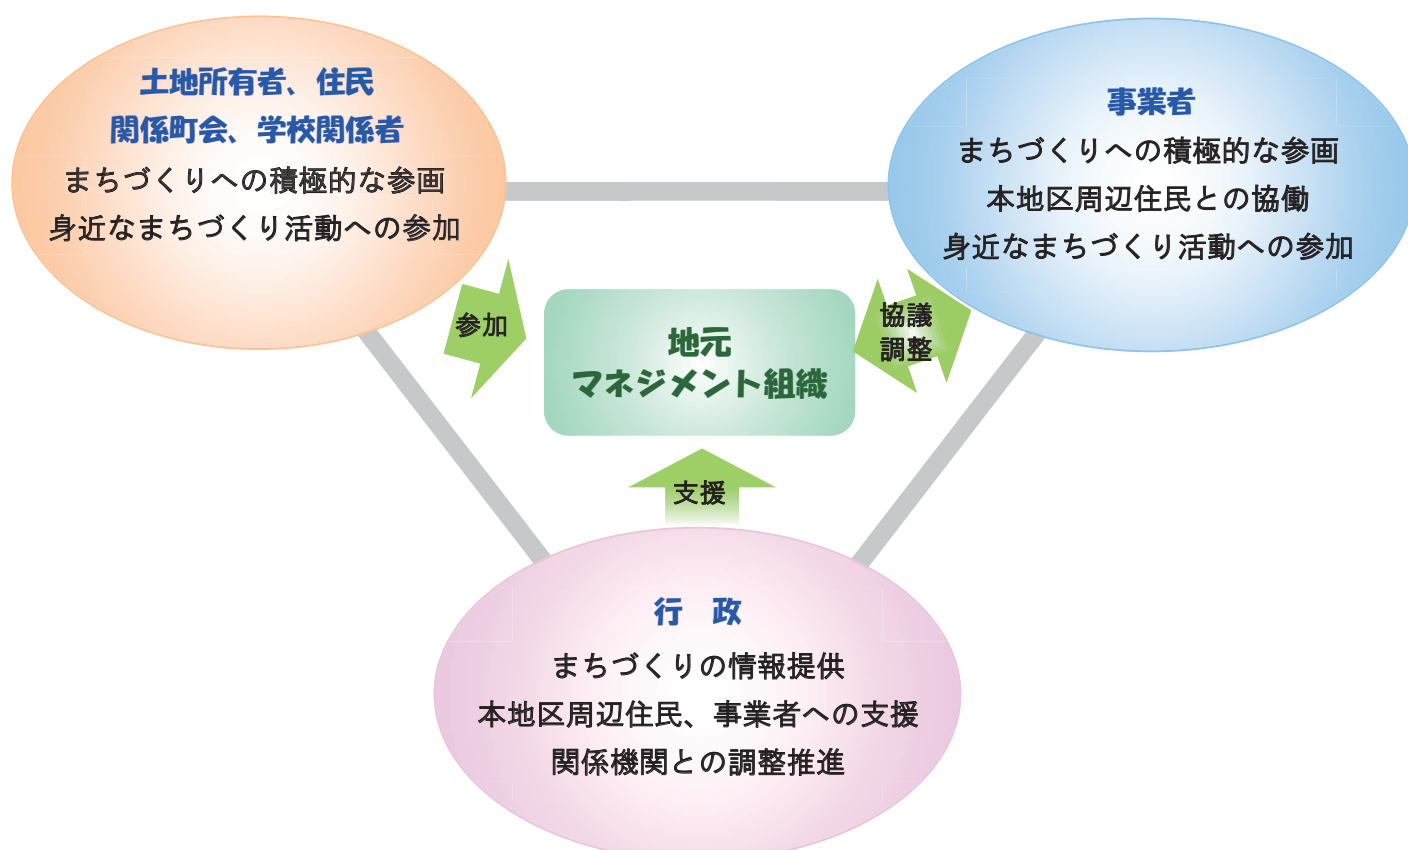 土地所有者、住民
関係町会、学校関係者
まちづくりへの積極的な参画
身近なまちづくり活動への参加
事業者
まちづくりへの積極的な参画
本地区周辺住民との協働
身近なまちづくり活動への参加
参加
地元
マネジメント組織
協議
調整
支援
行　政
まちづくりの情報提供
本地区周辺住民、事業者への支援
関係機関との調整推進